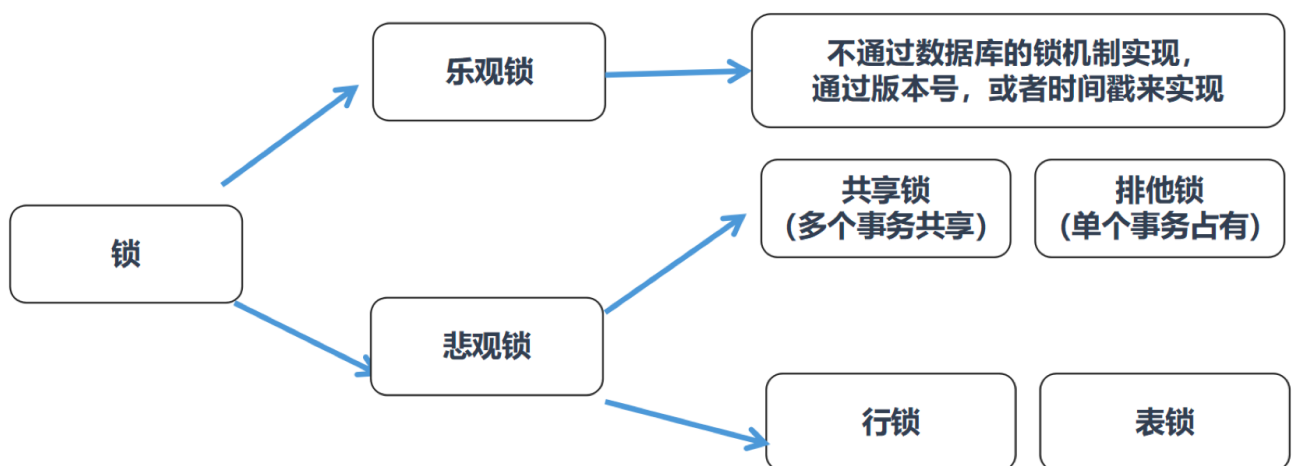 乐观锁
不通过数据库的锁机制实现，
通过版本号，或者时间戳来实现
共享锁
（多个事务共享）
排他锁
（单个事务占有）
锁
悲观锁
行锁
表锁